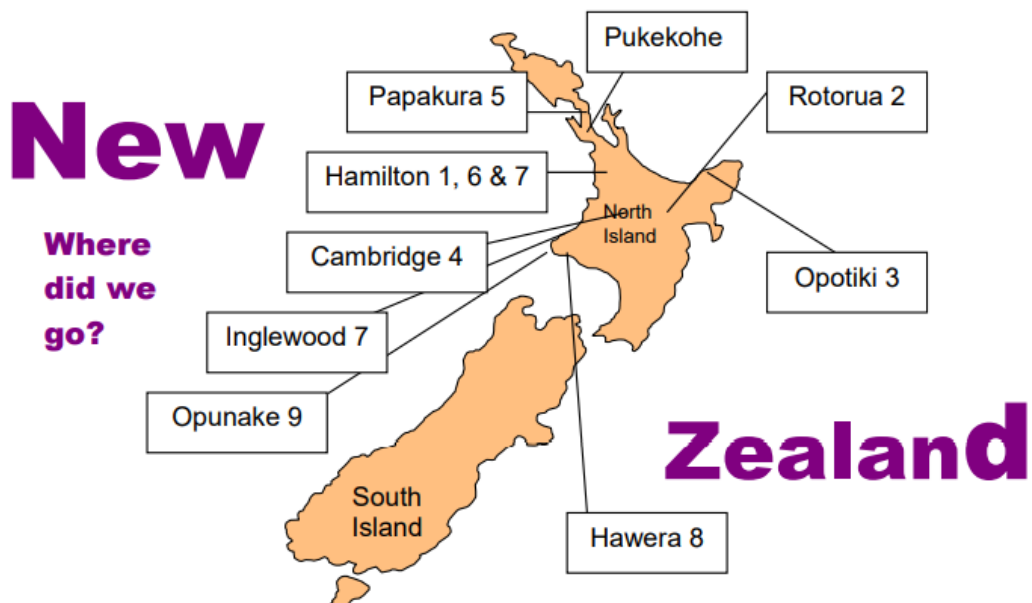 New
Zealand
Where
did we
go?
Pukekohe
Papakura 5
Rotorua 2
Hamilton 1, 6 & 7
North
Island
Cambridge 4
Opotiki 3
Inglewood 7
Opunake 9
South
Island
Hawera 8